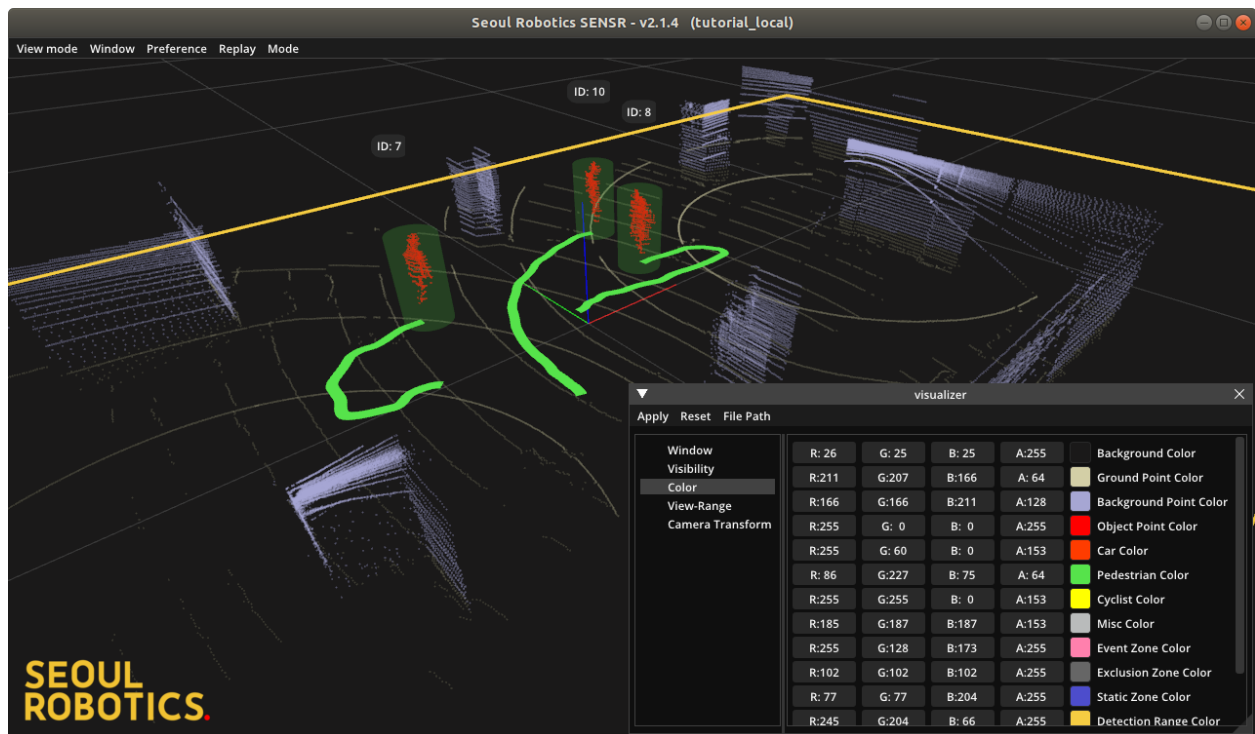 Seoul Robotics SENSR - v2.1.4 (tutorial_local)
View mode Window Preference Replay Mode
ID: 10
ID: 8
ID: 7
visualizer
Apply Reset File Path
Window
Visibility
Color
View-Range
Camera Transform
R: 26 G: 25 B: 25 A:255 Background Color
R:211 G:207 B:166 A: 64 Ground Point Color
R:166 G:166 B:211 A:128 Background Point Color
R:255 G: 0 B: 0 A:255 Object Point Color
R:255 G: 60 B: 0 A:153 Car Color
R: 86 G:227 B: 75 A: 64 Pedestrian Color
R:255 G:255 B: 0 A:153 Cyclist Color
R:185 G:187 B:187 A:153 Misc Color
R:255 G:128 B:173 A:255 Event Zone Color
R:102 G:102 B:102 A:255 Exclusion Zone Color
R: 77 G: 77 B:204 A:255 Static Zone Color
R:245 G:204 B: 66 A:255 Detection Range Color
SEOUL
ROBOTICS.